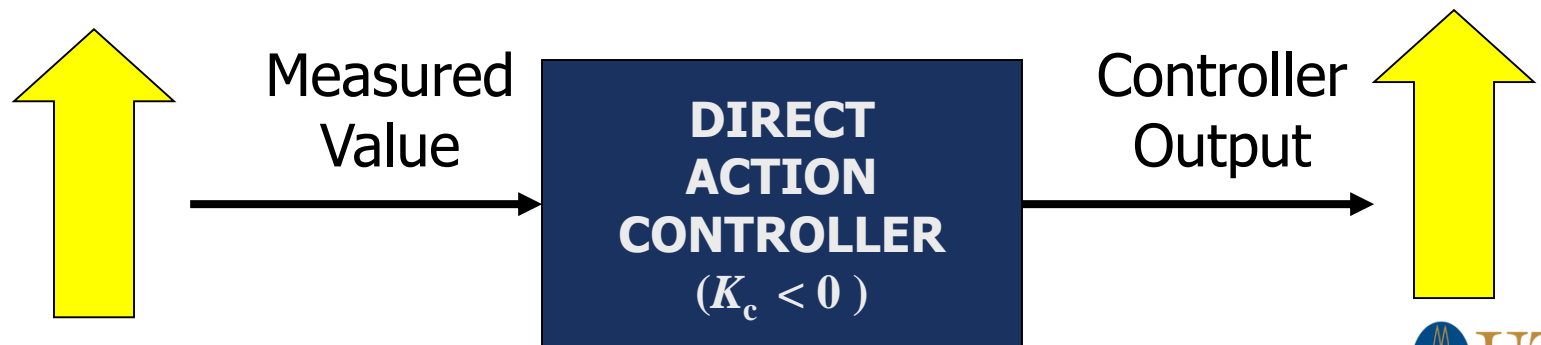 Measured
Value
DIRECT
ACTION
CONTROLLER
(Kc < 0 )
Controller
Output